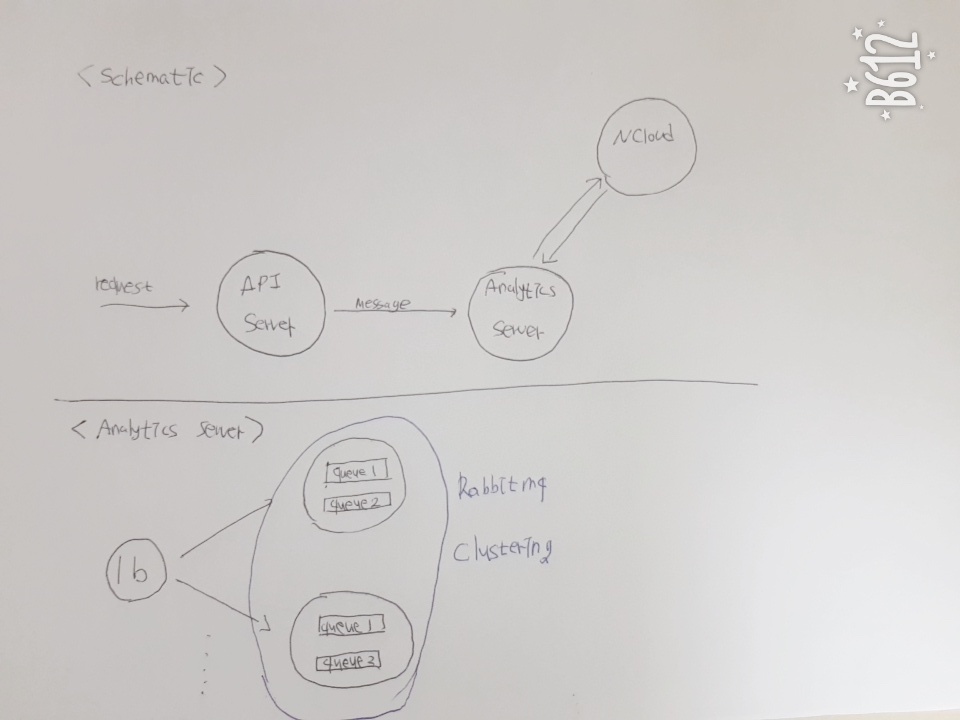 <Schematic>
B612
NCloud
request
API
Server
Message
Analytics
Server
<Analytics Server>
queue 1
queue 2
Rabbitmq
Clustering
lb
queue 1
queue 2